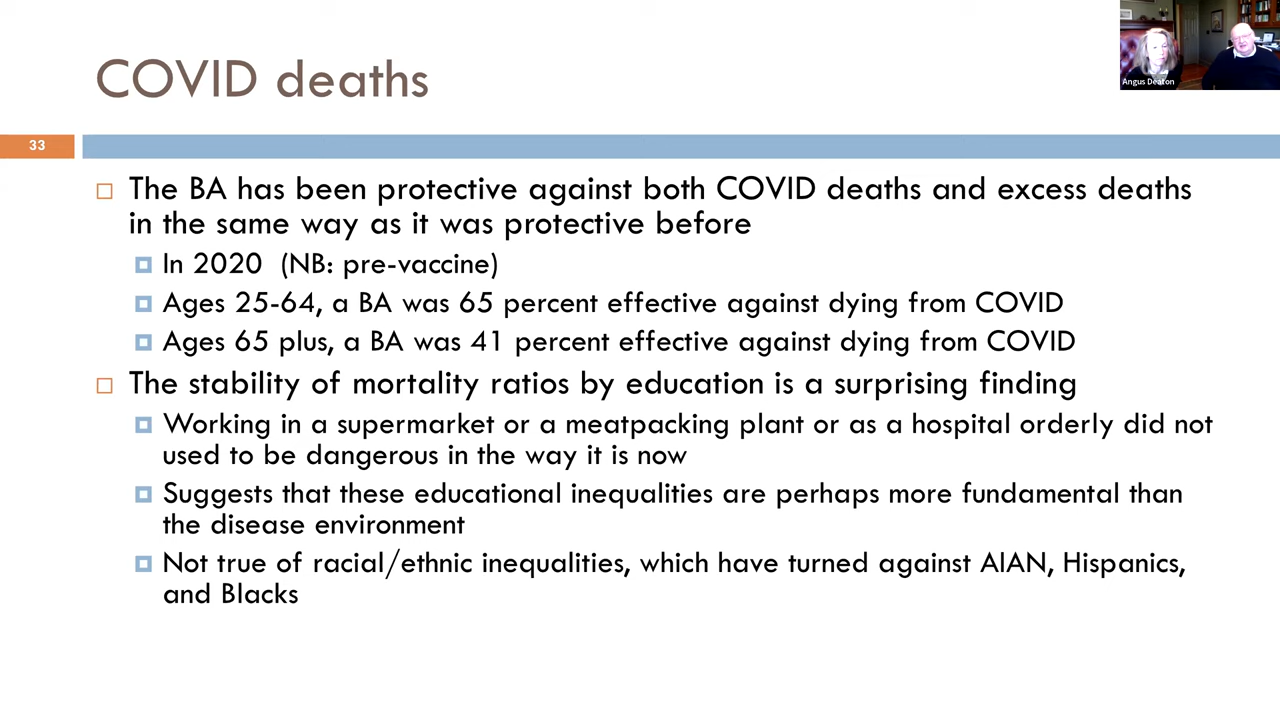 COVID deaths
Angus Deaton
33
The BA has been protective against both COVID deaths and excess deaths
in the same way as it was protective before
In 2020 (NB: pre-vaccine)
Ages 25-64, a BA was 65 percent effective against dying from COVID
Ages 65 plus, a BA was 41 percent effective against dying from COVID
The stability of mortality ratios by education is a surprising finding
Working in a supermarket or a meatpacking plant or as a hospital orderly did not
used to be dangerous in the way it is now
Suggests that these educational inequalities are perhaps more fundamental than
the disease environment
Not true of racial/ethnic inequalities, which have turned against AIAN, Hispanics,
and Blacks